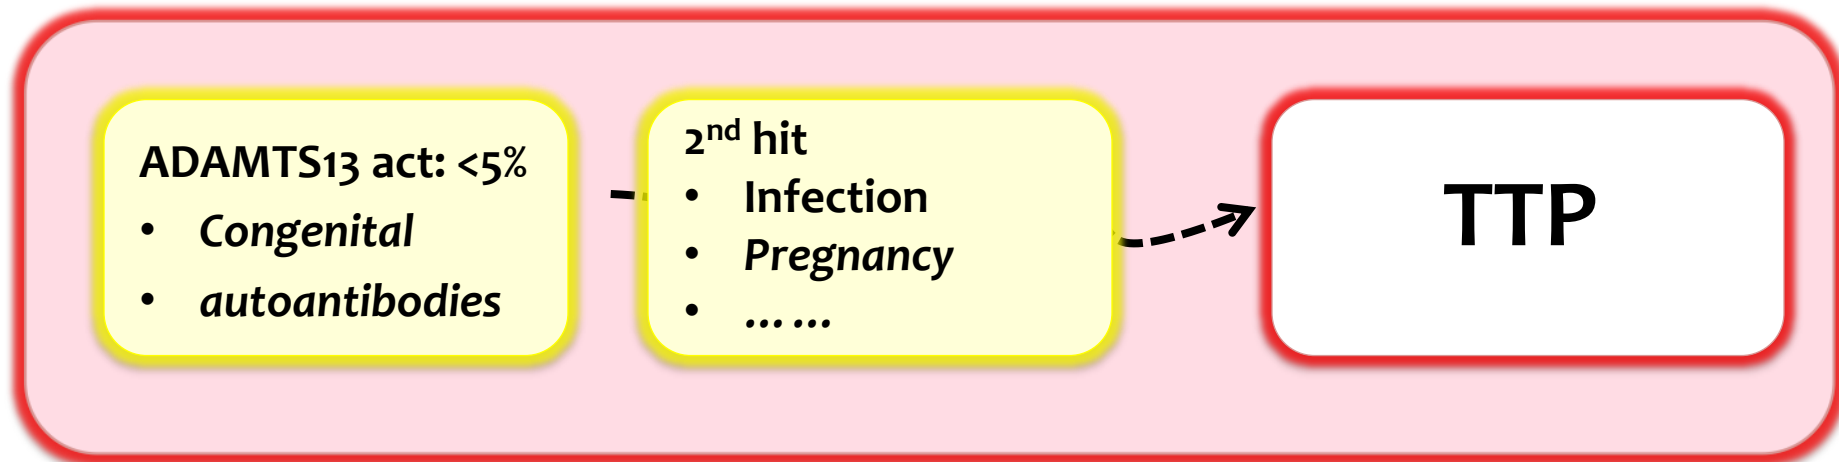 ADAMTS13 act: <5%
• Congenital
• autoantibodies
2nd hit
• Infection
• Pregnancy
• ... ...
TTP